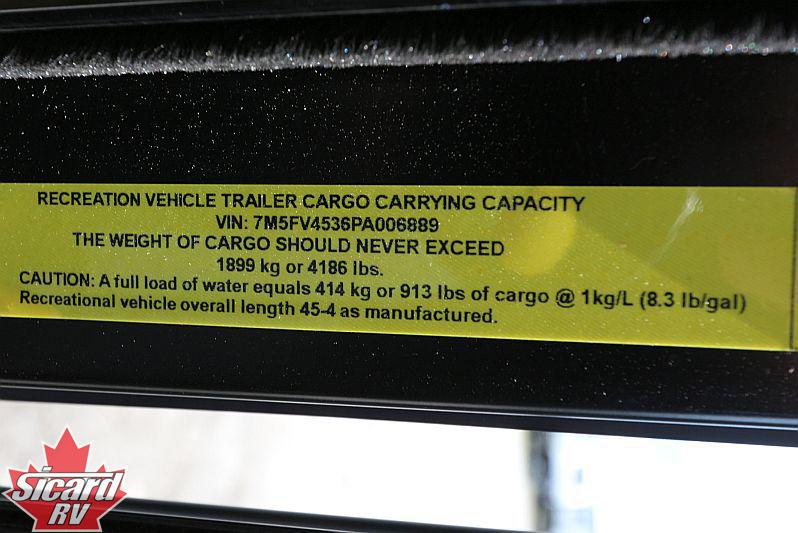 RECREATION VEHICLE TRAILER CARGO CARRYING CAPACITY
VIN: 7M5FV4536PA006889
THE WEIGHT OF CARGO SHOULD NEVER EXCEED
1899 kg or 4186 lbs.
CAUTION: A full load of water equals 414 kg or 913 lbs of cargo @ 1kg/L (8.3 lb/gal)
Recreational vehicle overall length 45-4 as manufactured.
Sicard
RV